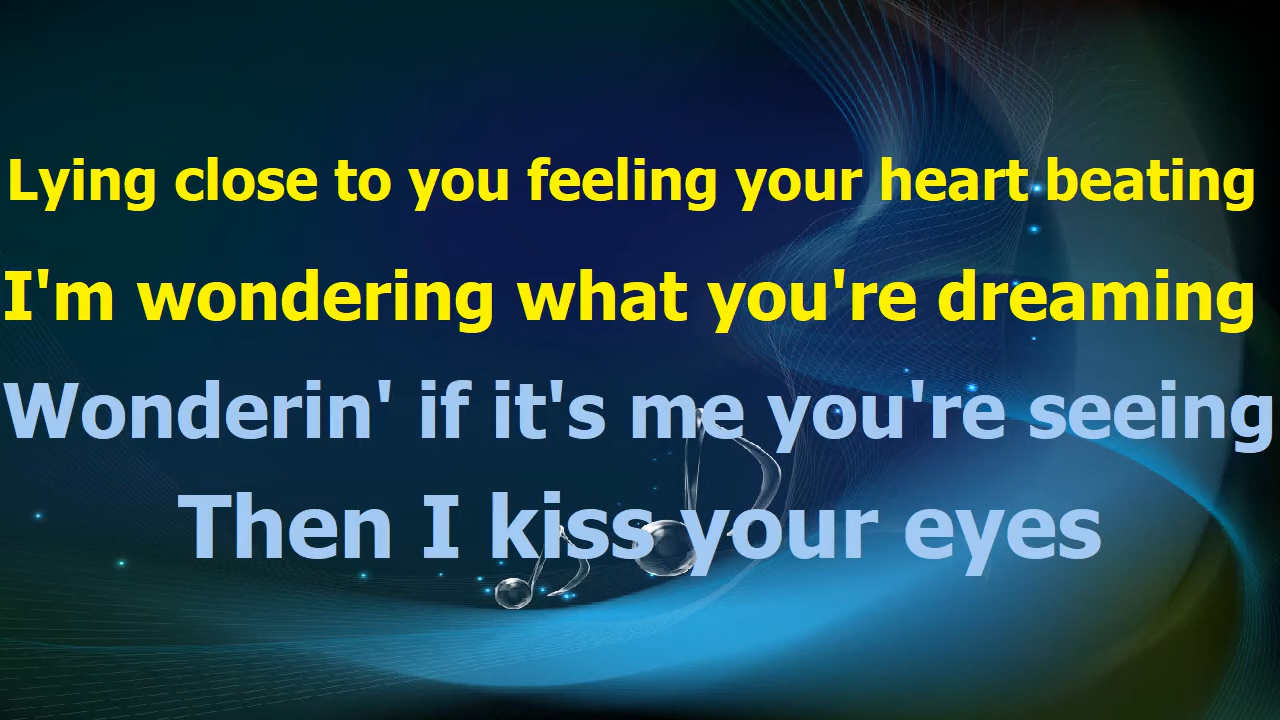 Lying close to you feeling your heart beating
I'm wondering what you're dreaming
Wonderin' if it's me you're seeing
Then I kiss your eyes